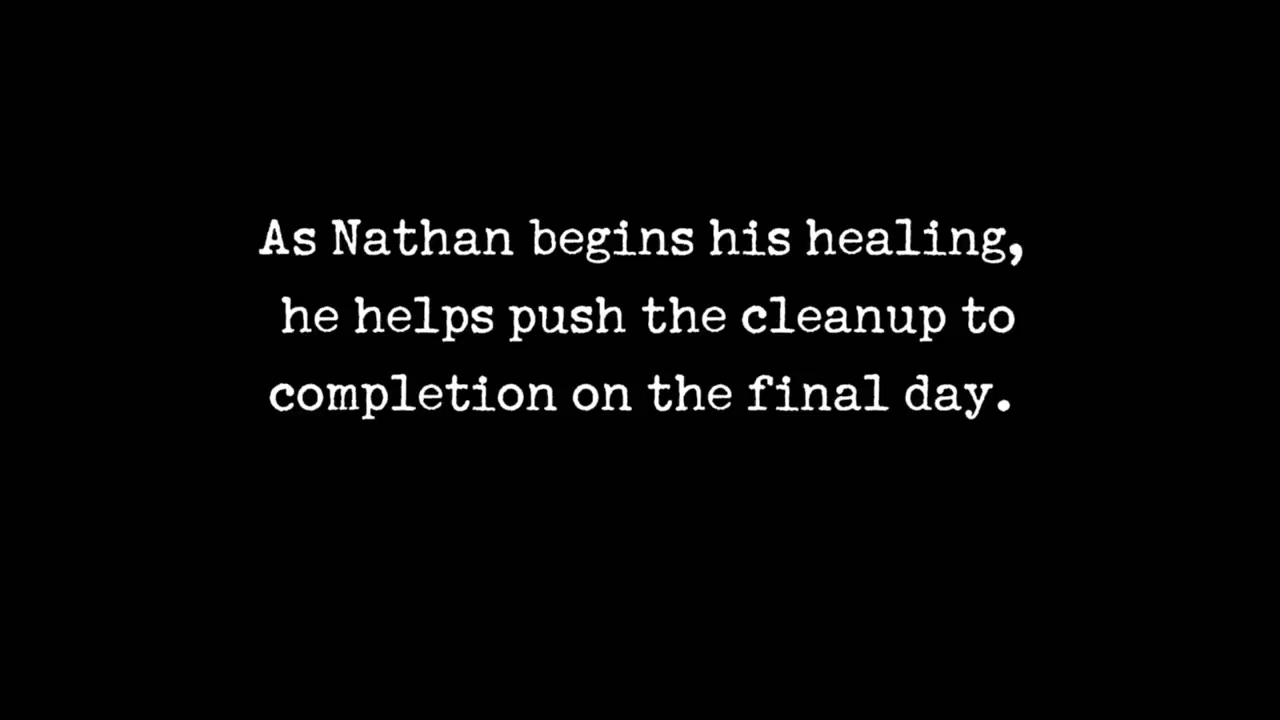 As Nathan begins his healing,
he helps push the cleanup to
completion on the final day.